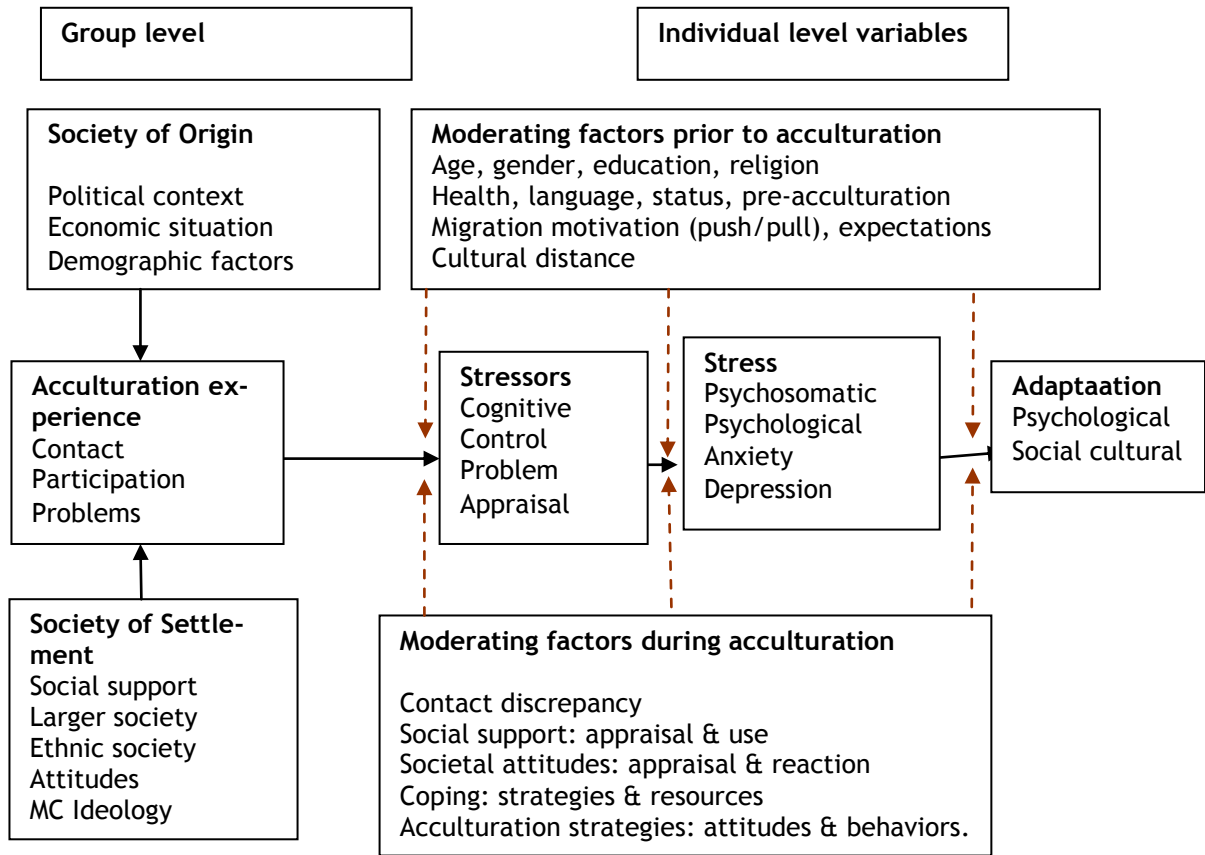 Group level
Individual level variables
Society of Origin
Political context
Economic situation
Demographic factors
Moderating factors prior to acculturation
Age, gender, education, religion
Health, language, status, pre-acculturation
Migration motivation (push/pull), expectations
Cultural distance
Acculturation ex-
perience
Contact
Participation
Problems
Stressors
Cognitive
Control
Problem
Appraisal
Stress
Psychosomatic
Psychological
Anxiety
Depression
Adaptaation
Psychological
Social cultural
Society of Settle-
ment
Social support
Larger society
Ethnic society
Attitudes
MC Ideology
Moderating factors during acculturation
Contact discrepancy
Social support: appraisal & use
Societal attitudes: appraisal & reaction
Coping: strategies & resources
Acculturation strategies: attitudes & behaviors.